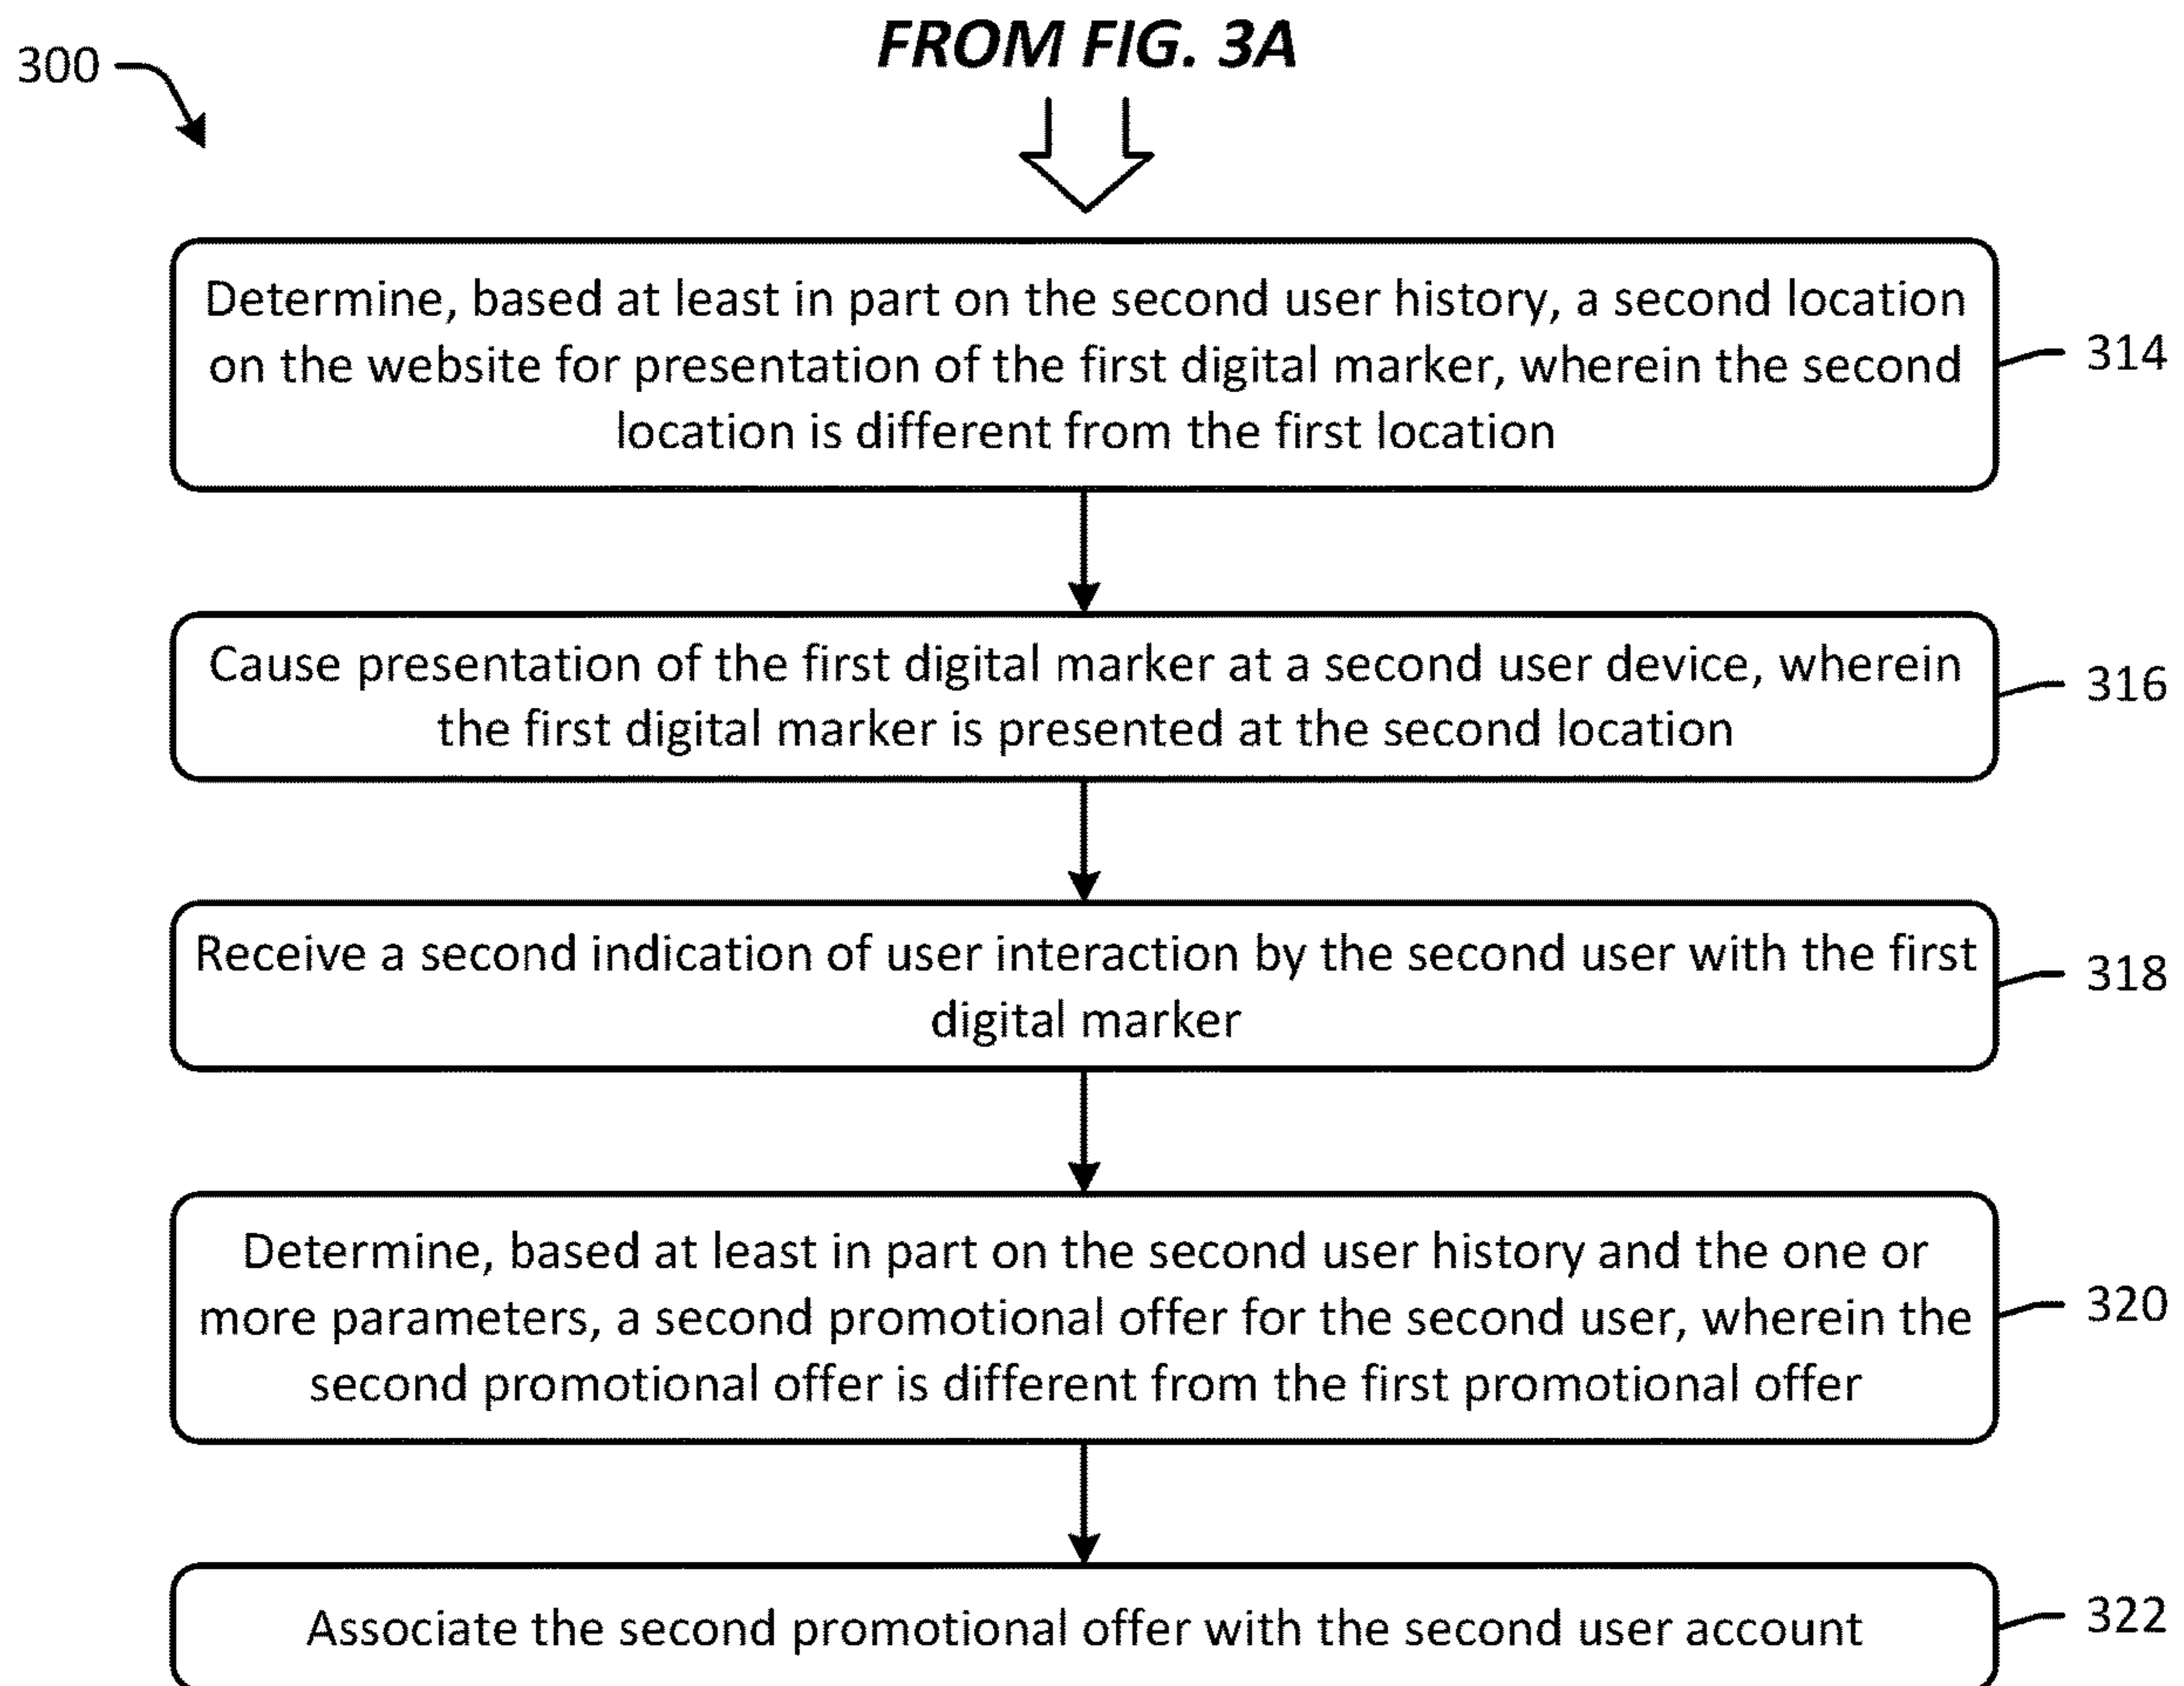 300
FROM FIG. 3A
Determine, based at least in part on the second user history, a second location
on the website for presentation of the first digital marker, wherein the second
location is different from the first location
314
Cause presentation of the first digital marker at a second user device, wherein
the first digital marker is presented at the second location
316
Receive a second indication of user interaction by the second user with the first
digital marker
318
Determine, based at least in part on the second user history and the one or
more parameters, a second promotional offer for the second user, wherein the
second promotional offer is different from the first promotional offer
320
Associate the second promotional offer with the second user account
322